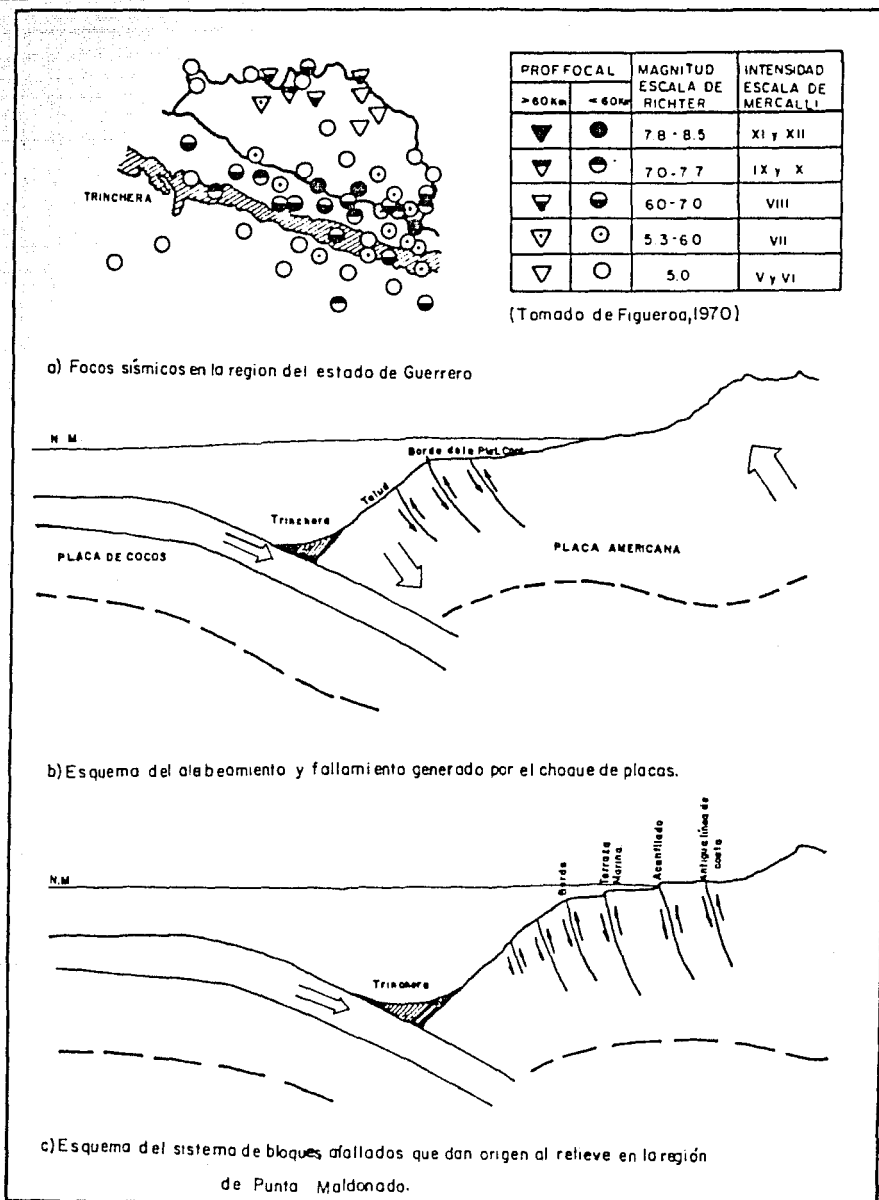 TRINCHERA
PROF FOCAL
>60Km
<60Km
MAGNITUD
ESCALA DE
RICHTER
INTENSIDAD
ESCALA DE
MERCALLI
7.8 - 8.5
XI y XII
7.0 - 7.7
IX y X
6.0 - 7.0
VIII
5.3 - 6.0
VII
5.0
V y VI
(Tomado de Figueroa, 1970)
a) Focos sísmicos en la region del estado de Guerrero
N M.
Borde de la Plat. Cont.
Talud
Trinchera
PLACA DE COCOS
PLACA AMERICANA
b) Esquema del alabeamiento y fallamiento generado por el choque de placas.
N.M
Borde
Terraza
Marina
Acantilado
Antigua línea de
costa
Trinchera
c) Esquema del sistema de bloques afallados que dan origen al relieve en la región
de Punta Maldonado.